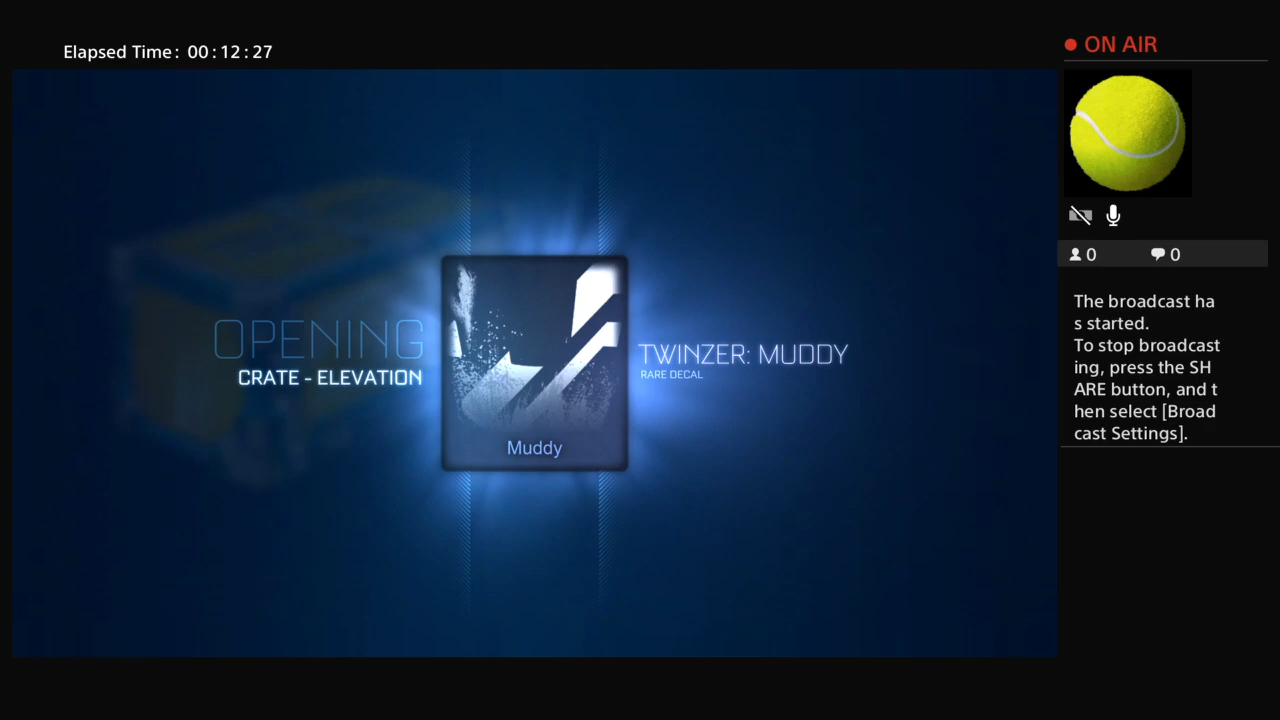 Elapsed Time: 00:12:27
ON AIR
0 0
OPENING
CRATE - ELEVATION
Muddy
TWINZER: MUDDY
RARE DECAL
The broadcast ha
s started.
To stop broadcast
ing, press the SH
ARE button, and t
hen select [Broad
cast Settings].